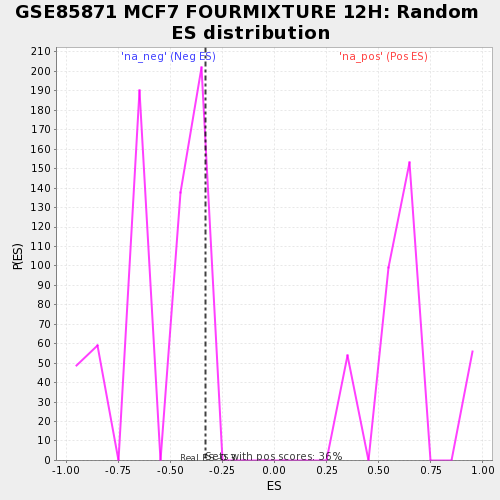 GSE85871 MCF7 FOURMIXTURE 12H: Random
ES distribution
'na_neg' (Neg ES)
'na_pos' (Pos ES)
210
200
190
180
170
160
150
140
130
120
110
100
90
80
70
60
50
40
30
20
10
0
P(ES)
Real ES
Sets with pos scores: 36%
-1.00 -0.75 -0.50 -0.25 0.00 0.25 0.50 0.75 1.00
ES